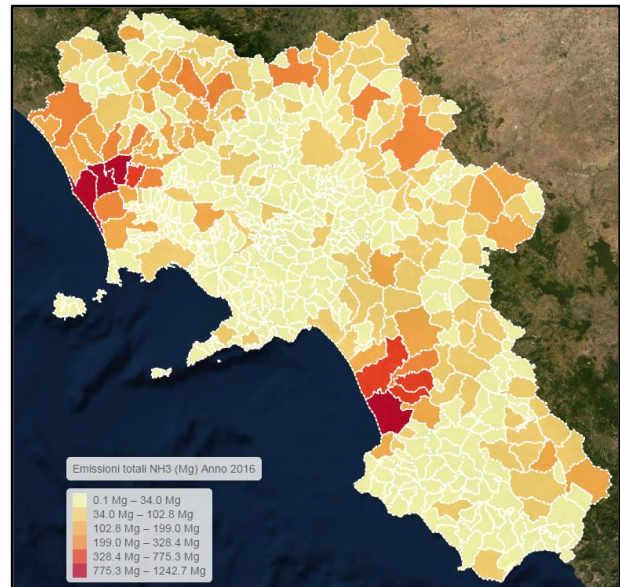 Emissioni totali NH3 (Mg) Anno 2016
0.1 Mg – 34.0 Mg
34.0 Mg – 102.8 Mg
102.8 Mg – 199.0 Mg
199.0 Mg – 328.4 Mg
328.4 Mg – 775.3 Mg
775.3 Mg – 1242.7 Mg